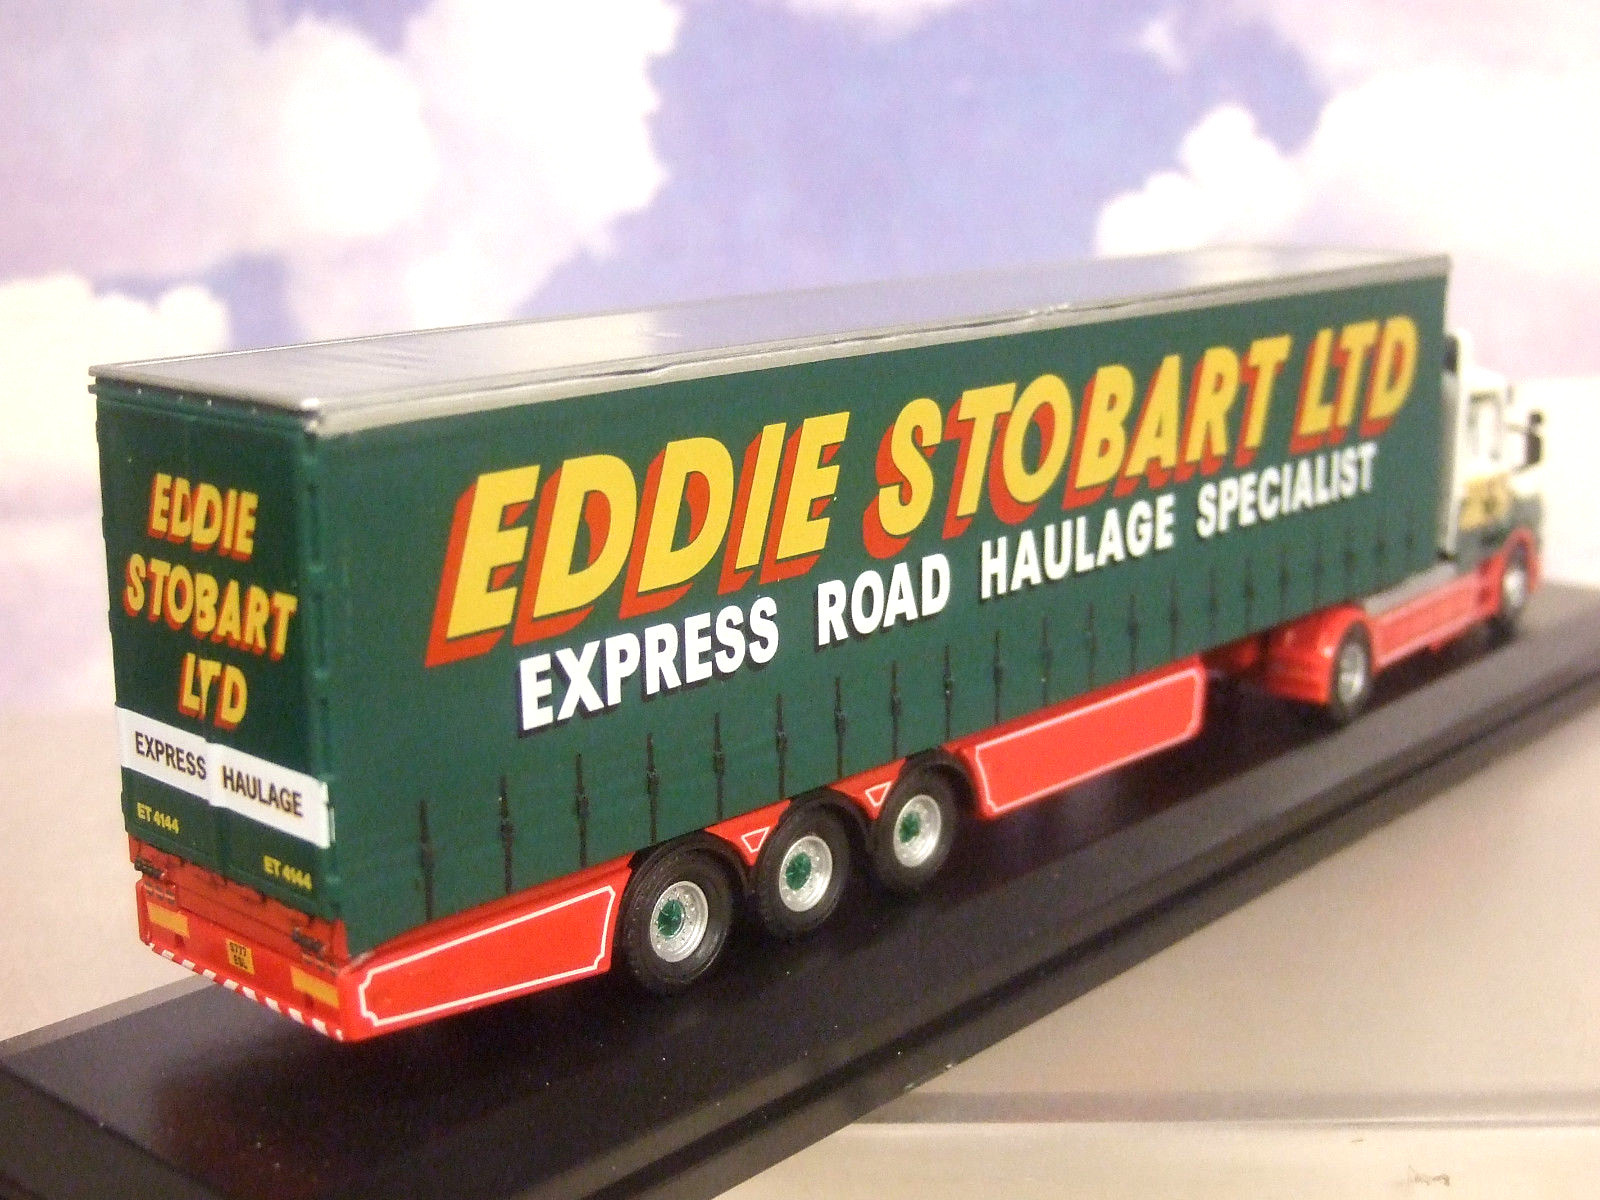 EDDIE STOBART LTD
EXPRESS ROAD HAULAGE SPECIALIST
EDDIE
STOBART
LTD
EXPRESS HAULAGE
ET 4144
ET 4144